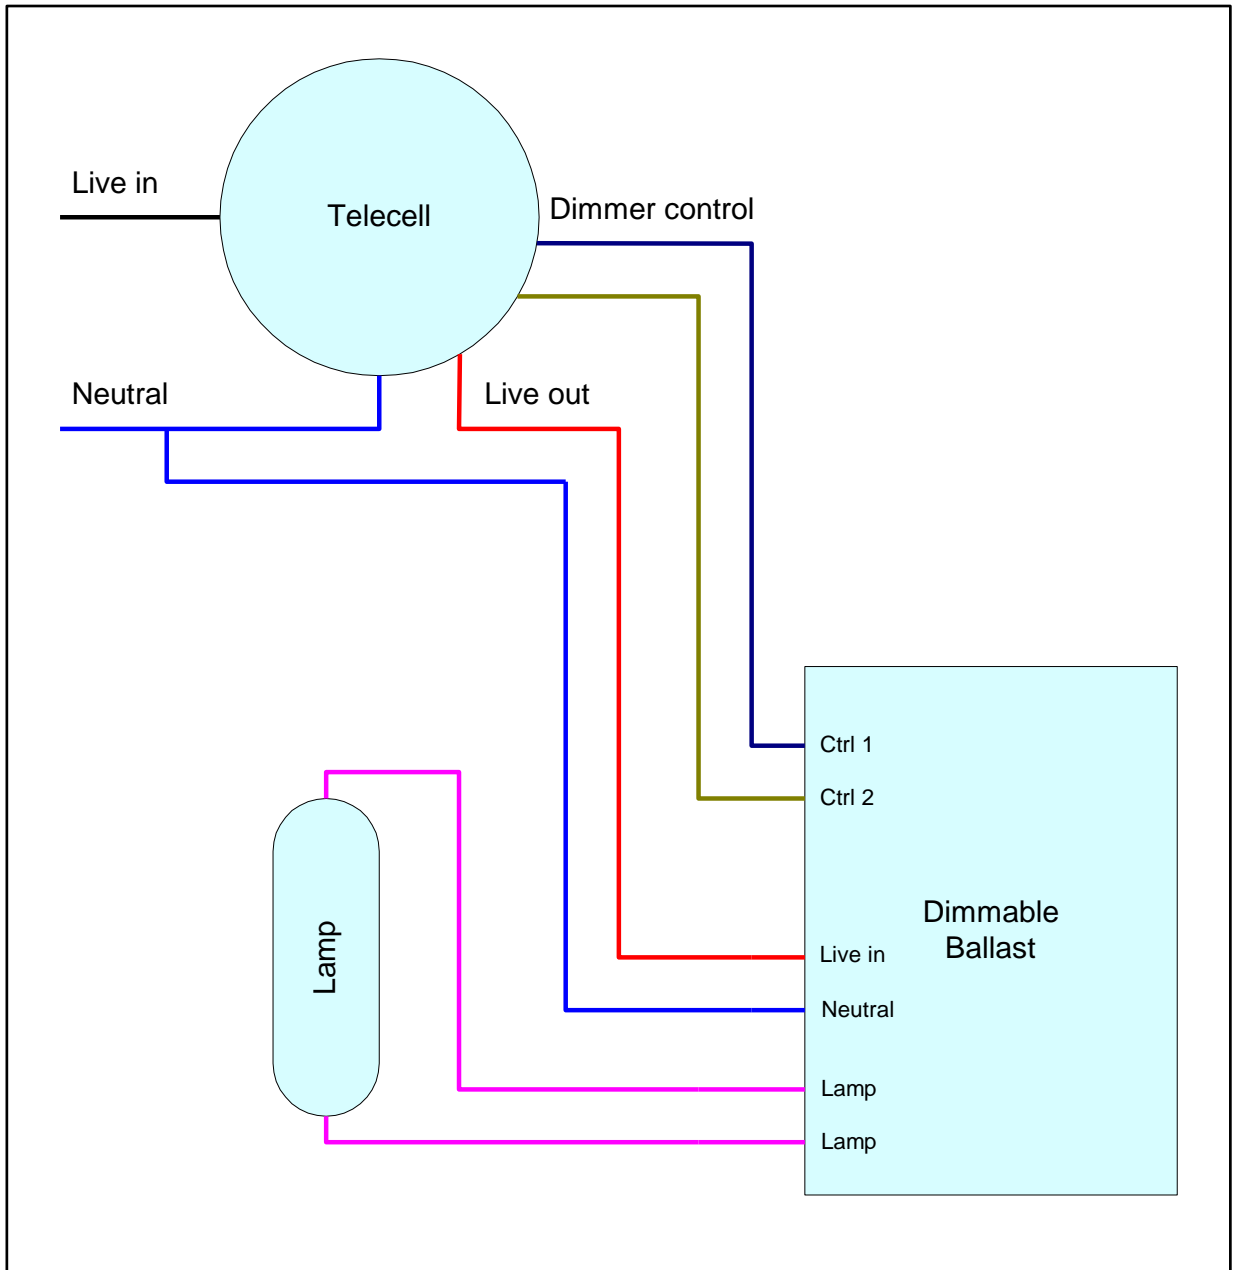 Live in
Telecell
Dimmer control
Neutral
Live out
Ctrl 1
Ctrl 2
Dimmable
Ballast
Live in
Neutral
Lamp
Lamp
Lamp